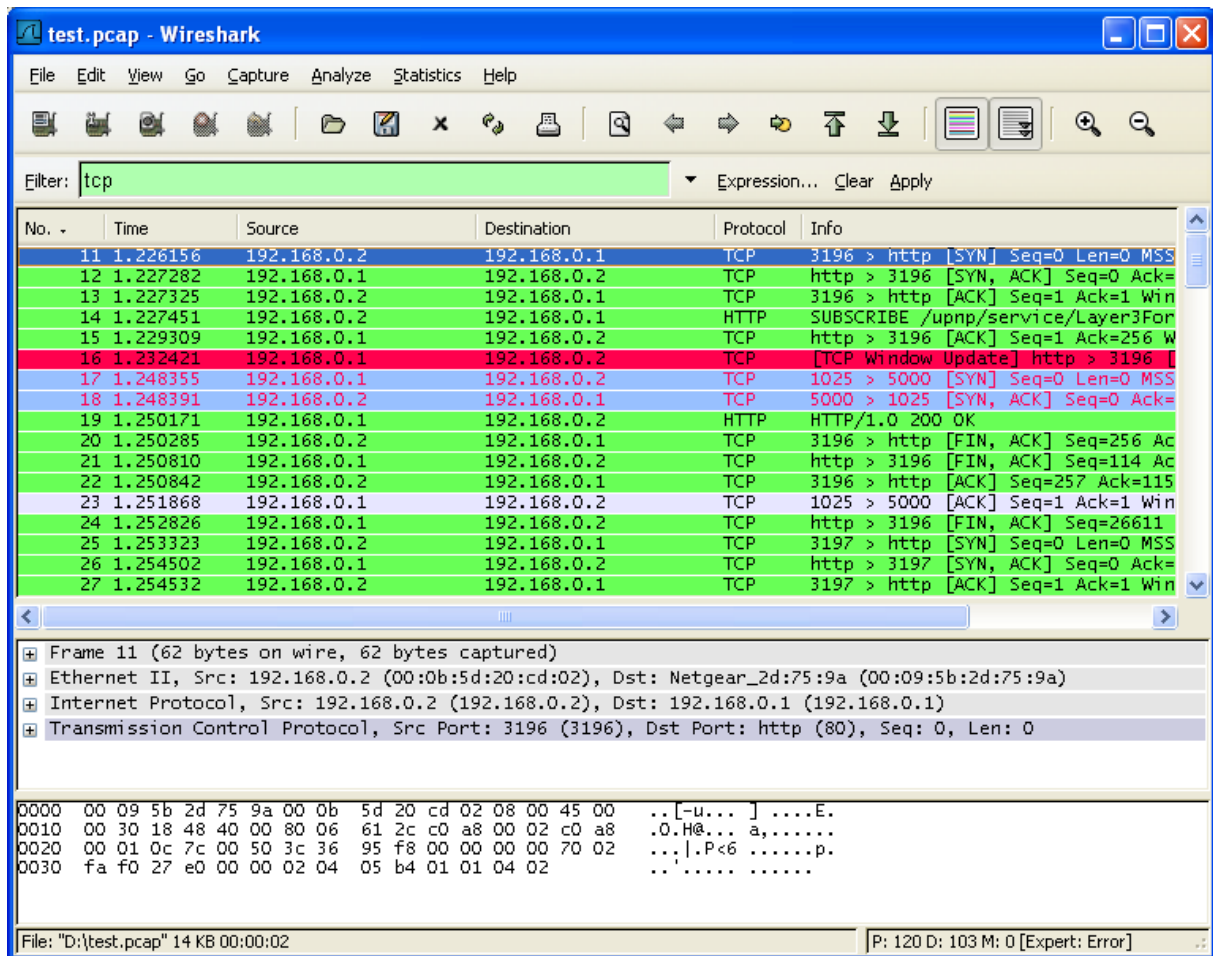 test.pcap - Wireshark
File Edit View Go Capture Analyze Statistics Help
Filter: tcp Expression... Clear Apply
No. Time Source Destination Protocol Info
11 1.226156 192.168.0.2 192.168.0.1 TCP 3196 > http [SYN] Seq=0 Len=0 MSS
12 1.227282 192.168.0.1 192.168.0.2 TCP http > 3196 [SYN, ACK] Seq=0 Ack=
13 1.227325 192.168.0.2 192.168.0.1 TCP 3196 > http [ACK] Seq=1 Ack=1 Win
14 1.227451 192.168.0.2 192.168.0.1 HTTP SUBSCRIBE /upnp/service/Layer3For
15 1.229309 192.168.0.1 192.168.0.2 TCP http > 3196 [ACK] Seq=1 Ack=256 W
16 1.232421 192.168.0.1 192.168.0.2 TCP [TCP Window Update] http > 3196 [
17 1.248355 192.168.0.1 192.168.0.2 TCP 1025 > 5000 [SYN] Seq=0 Len=0 MSS
18 1.248391 192.168.0.2 192.168.0.1 TCP 5000 > 1025 [SYN, ACK] Seq=0 Ack=
19 1.250171 192.168.0.1 192.168.0.2 HTTP HTTP/1.0 200 OK
20 1.250285 192.168.0.2 192.168.0.1 TCP 3196 > http [FIN, ACK] Seq=256 Ac
21 1.250810 192.168.0.1 192.168.0.2 TCP http > 3196 [FIN, ACK] Seq=114 Ac
22 1.250842 192.168.0.2 192.168.0.1 TCP 3196 > http [ACK] Seq=257 Ack=115
23 1.251868 192.168.0.1 192.168.0.2 TCP 1025 > 5000 [ACK] Seq=1 Ack=1 Win
24 1.252826 192.168.0.1 192.168.0.2 TCP http > 3196 [FIN, ACK] Seq=26611
25 1.253323 192.168.0.2 192.168.0.1 TCP 3197 > http [SYN] Seq=0 Len=0 MSS
26 1.254502 192.168.0.1 192.168.0.2 TCP http > 3197 [SYN, ACK] Seq=0 Ack=
27 1.254532 192.168.0.2 192.168.0.1 TCP 3197 > http [ACK] Seq=1 Ack=1 Win
Frame 11 (62 bytes on wire, 62 bytes captured)
Ethernet II, Src: 192.168.0.2 (00:0b:5d:20:cd:02), Dst: Netgear_2d:75:9a (00:09:5b:2d:75:9a)
Internet Protocol, Src: 192.168.0.2 (192.168.0.2), Dst: 192.168.0.1 (192.168.0.1)
Transmission Control Protocol, Src Port: 3196 (3196), Dst Port: http (80), Seq: 0, Len: 0
0000 00 09 5b 2d 75 9a 00 0b 5d 20 cd 02 08 00 45 00 ..[-u... ] ....E.
0010 00 30 18 48 40 00 80 06 61 2c c0 a8 00 02 c0 a8 .0.H@... a,......
0020 00 01 0c 7c 00 50 3c 36 95 f8 00 00 00 00 70 02 ...|.P<6 ......p.
0030 fa f0 27 e0 00 00 02 04 05 b4 01 01 04 02 ..'..... ......
File: "D:\test.pcap" 14 KB 00:00:02 P: 120 D: 103 M: 0 [Expert: Error]